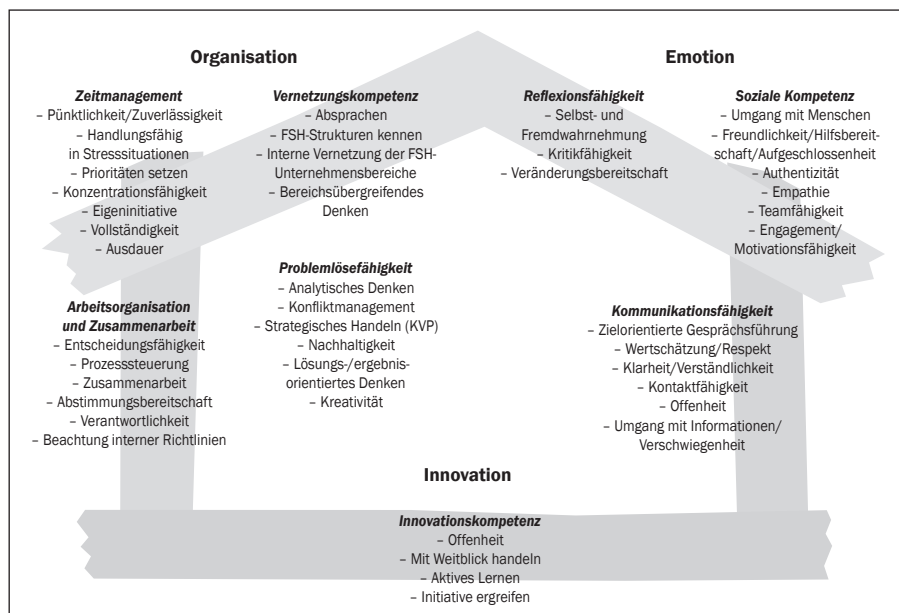 Organisation
Zeitmanagement
– Pünktlichkeit/Zuverlässigkeit
– Handlungsfähig
in Stresssituationen
– Prioritäten setzen
– Konzentrationsfähigkeit
– Eigeninitiative
– Vollständigkeit
– Ausdauer
Vernetzungskompetenz
– Absprachen
– FSH-Strukturen kennen
– Interne Vernetzung der FSH-
Unternehmensbereiche
– Bereichsübergreifendes
Denken
Arbeitsorganisation
und Zusammenarbeit
– Entscheidungsfähigkeit
– Prozesssteuerung
– Zusammenarbeit
– Abstimmungsbereitschaft
– Verantwortlichkeit
– Beachtung interner Richtlinien
Problemlösefähigkeit
– Analytisches Denken
– Konfliktmanagement
– Strategisches Handeln (KVP)
– Nachhaltigkeit
– Lösungs-/ergebnis-
orientiertes Denken
– Kreativität
Emotion
Reflexionsfähigkeit
– Selbst- und
Fremdwahrnehmung
– Kritikfähigkeit
– Veränderungsbereitschaft
Soziale Kompetenz
– Umgang mit Menschen
– Freundlichkeit/Hilfsbereit-
schaft/Aufgeschlossenheit
– Authentizität
– Empathie
– Teamfähigkeit
– Engagement/
Motivationsfähigkeit
Kommunikationsfähigkeit
– Zielorientierte Gesprächsführung
– Wertschätzung/Respekt
– Klarheit/Verständlichkeit
– Kontaktfähigkeit
– Offenheit
– Umgang mit Informationen/
Verschwiegenheit
Innovation
Innovationskompetenz
– Offenheit
– Mit Weitblick handeln
– Aktives Lernen
– Initiative ergreifen